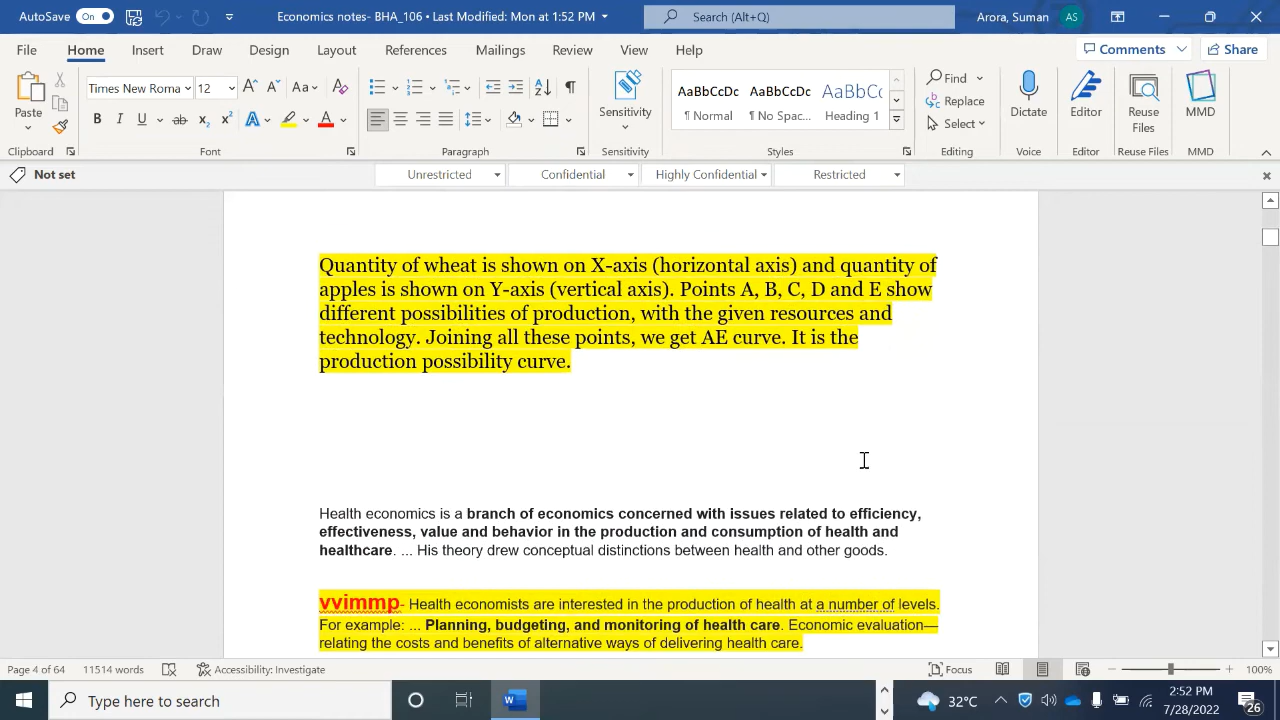 AutoSave On Economics notes- BHA_106 • Last Modified: Mon at 1:52 PM Search (Alt+Q) Arora, Suman AS
File Home Insert Draw Design Layout References Mailings Review View Help Comments Share
Times New Roma 12 Aa A AaBbCcDc AaBbCcDc AaBbCc Find
Paste B I U ab x₂ x² A A ¶ Normal ¶ No Spac... Heading 1 Replace Select Sensitivity Dictate Editor Reuse Files MMD
Clipboard Font Paragraph Sensitivity Styles Editing Voice Editor Reuse Files MMD
Not set Unrestricted Confidential Highly Confidential Restricted
Quantity of wheat is shown on X-axis (horizontal axis) and quantity of
apples is shown on Y-axis (vertical axis). Points A, B, C, D and E show
different possibilities of production, with the given resources and
technology. Joining all these points, we get AE curve. It is the
production possibility curve.
Health economics is a branch of economics concerned with issues related to efficiency,
effectiveness, value and behavior in the production and consumption of health and
healthcare. ... His theory drew conceptual distinctions between health and other goods.
vvimmp- Health economists are interested in the production of health at a number of levels.
For example: ... Planning, budgeting, and monitoring of health care. Economic evaluation—
relating the costs and benefits of alternative ways of delivering health care.
Page 4 of 64 11514 words Accessibility: Investigate Focus 100%
Type here to search 32°C 2:52 PM
7/28/2022 26